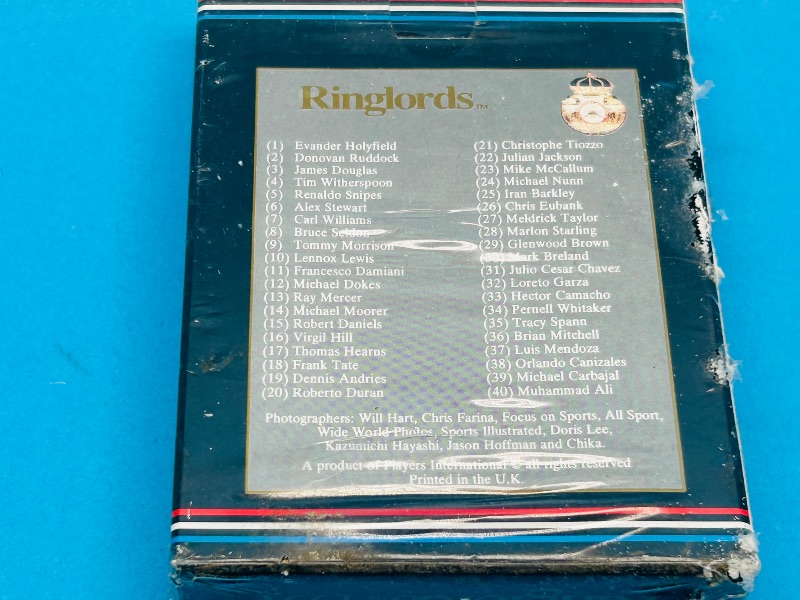 Ringlords™
(1) Evander Holyfield
(2) Donovan Ruddock
(3) James Douglas
(4) Tim Witherspoon
(5) Renaldo Snipes
(6) Alex Stewart
(7) Carl Williams
(8) Bruce Seldon
(9) Tommy Morrison
(10) Lennox Lewis
(11) Francesco Damiani
(12) Michael Dokes
(13) Ray Mercer
(14) Michael Moorer
(15) Robert Daniels
(16) Virgil Hill
(17) Thomas Hearns
(18) Frank Tate
(19) Dennis Andries
(20) Roberto Duran
(21) Christophe Tiozzo
(22) Julian Jackson
(23) Mike McCallum
(24) Michael Nunn
(25) Iran Barkley
(26) Chris Eubank
(27) Meldrick Taylor
(28) Marlon Starling
(29) Glenwood Brown
(30) Mark Breland
(31) Julio Cesar Chavez
(32) Loreto Garza
(33) Hector Camacho
(34) Pernell Whitaker
(35) Tracy Spann
(36) Brian Mitchell
(37) Luis Mendoza
(38) Orlando Canizales
(39) Michael Carbajal
(40) Muhammad Ali
Photographers: Will Hart, Chris Farina, Focus on Sports, All Sport,
Wide World Photos, Sports Illustrated, Doris Lee,
Kazumichi Hayashi, Jason Hoffman and Chika.
A product of Players International © all rights reserved
Printed in the U.K.